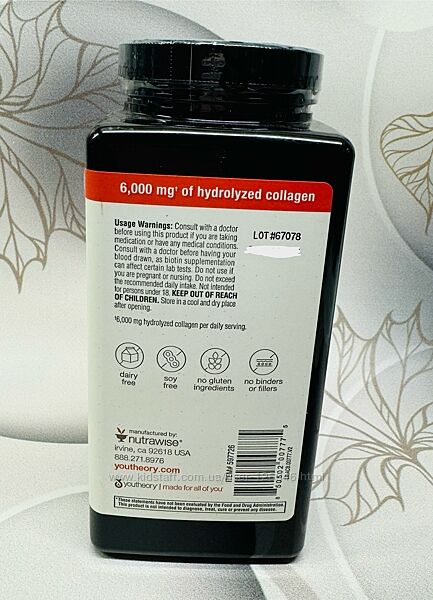 6,000 mg† of hydrolyzed collagen
Usage Warnings: Consult with a doctor
before using this product if you are taking
medication or have any medical conditions.
Consult with a doctor before having your
blood drawn, as biotin supplementation
can affect certain lab tests. Do not use if
you are pregnant or nursing. Do not exceed
the recommended daily intake. Not intended
for persons under 18. KEEP OUT OF REACH
OF CHILDREN. Store in a cool and dry place
after opening.
LOT #67078
†6,000 mg hydrolyzed collagen per daily serving.
dairy
free
soy
free
no gluten
ingredients
no binders
or fillers
manufactured by:
nutrawise
irvine, ca 92618 USA
888.271.8976
youtheory.com
youtheory | made for all of you
ITEM# 597726
8 50502 00777 5
*These statements have not been evaluated by the Food and Drug Administration.
This product is not intended to diagnose, treat, cure or prevent any disease.